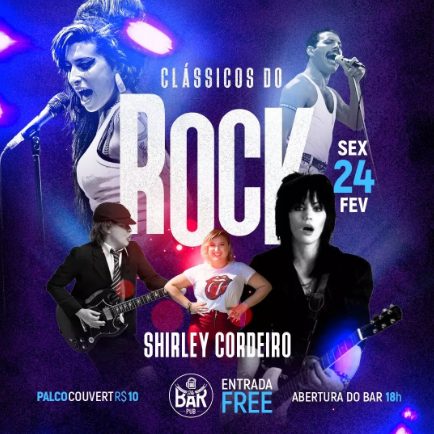 CLÁSSICOS DO
ROCK
SEX
24
FEV
SHIRLEY CORDEIRO
PALCO COUVERT R$10
BAR
PUB
ENTRADA
FREE
ABERTURA DO BAR 18h